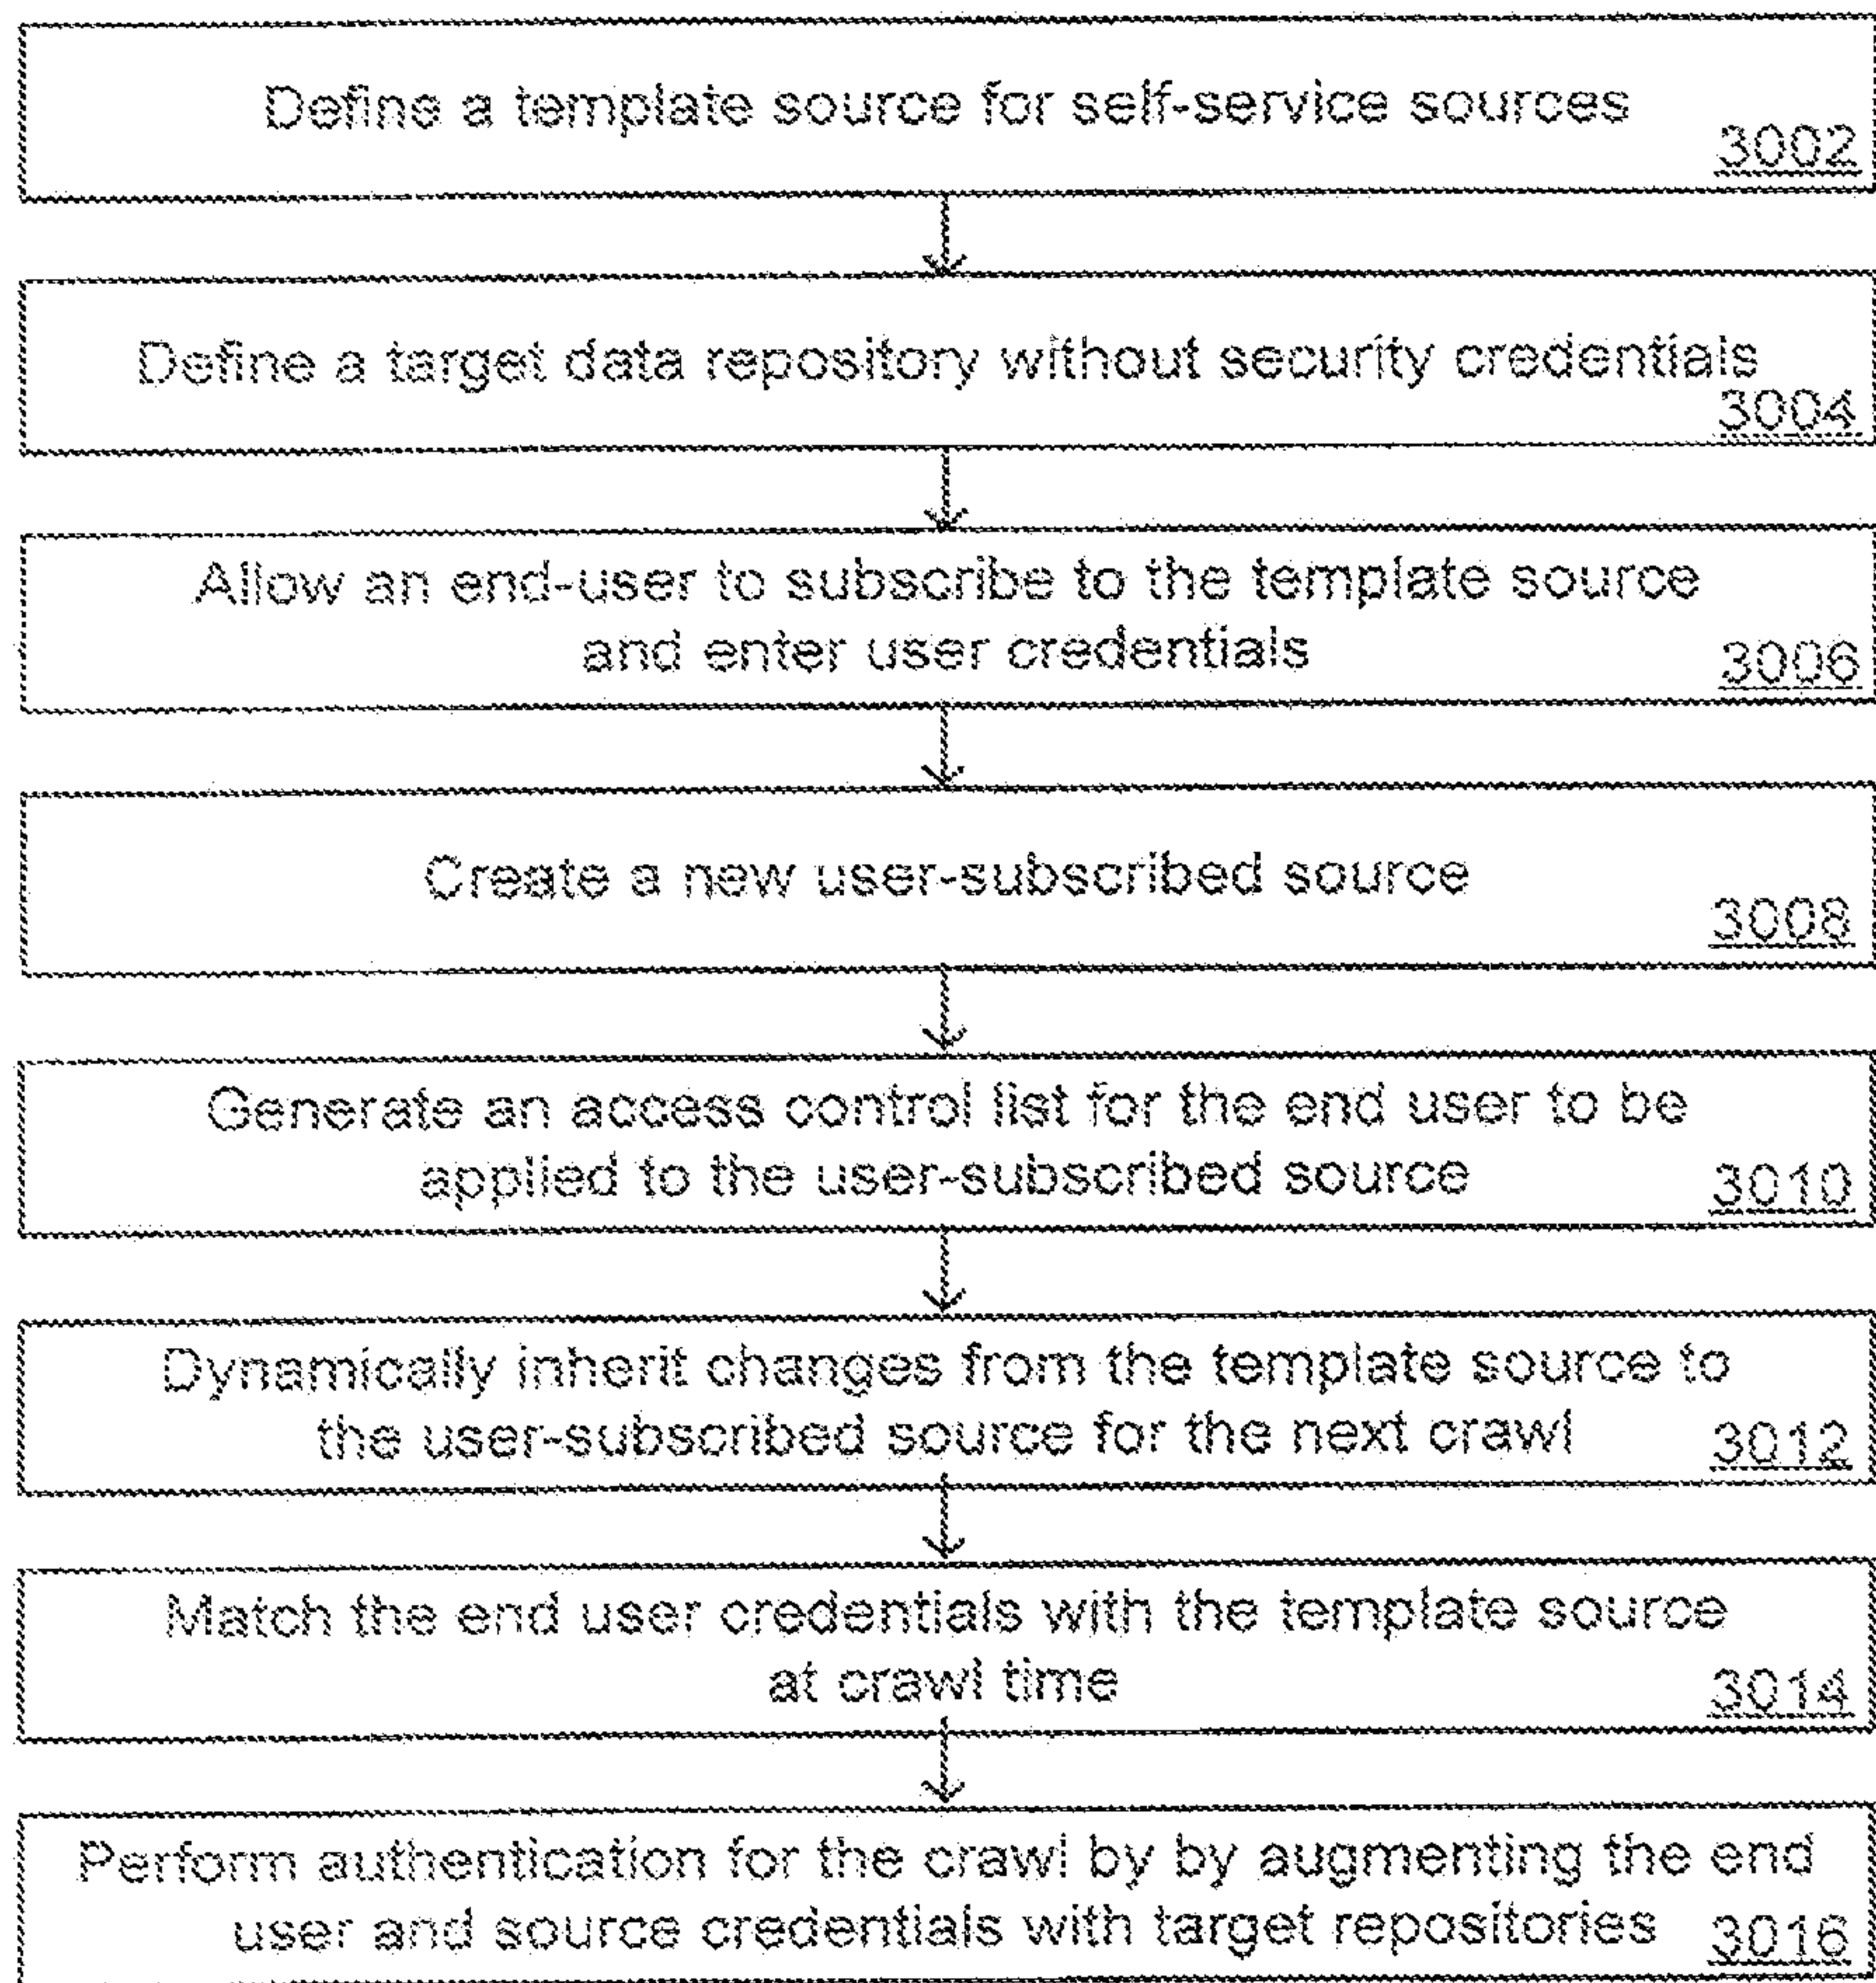 Define a template source for self-service sources
3002
Define a target data repository without security credentials
3004
Allow an end-user to subscribe to the template source
and enter user credentials
3006
Create a new user-subscribed source
3008
Generate an access control list for the end user to be
applied to the user-subscribed source
3010
Dynamically inherit changes from the template source to
the user-subscribed source for the next crawl
3012
Match the end user credentials with the template source
at crawl time
3014
Perform authentication for the crawl by by augmenting the end
user and source credentials with target repositories
3016